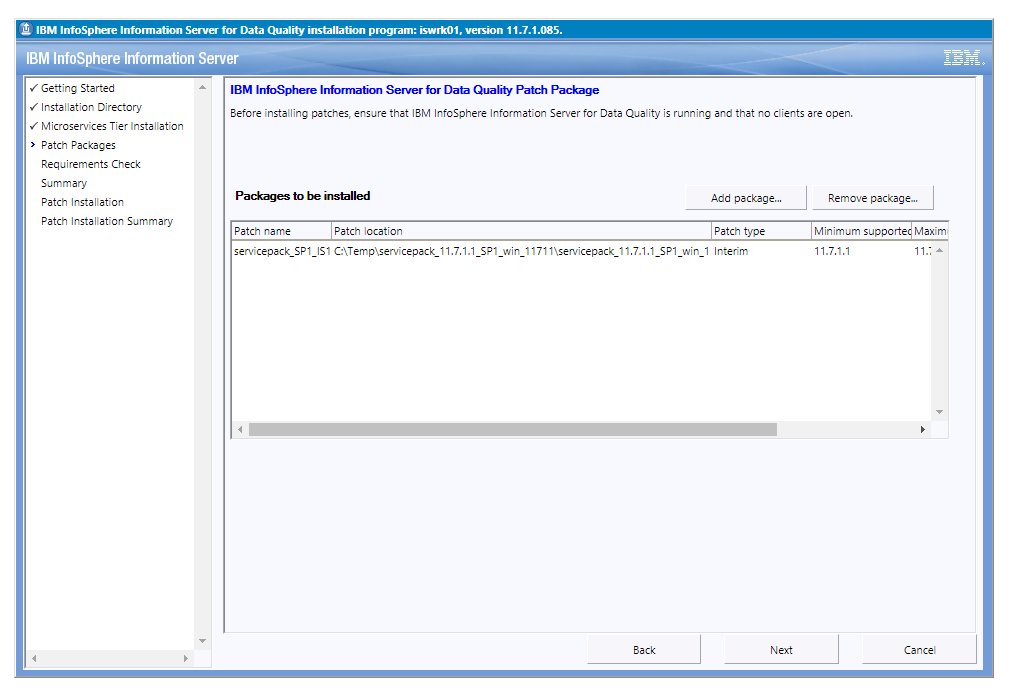 IBM InfoSphere Information Server for Data Quality installation program: iswrk01, version 11.7.1.085.
IBM InfoSphere Information Server
IBM.
✓ Getting Started
✓ Installation Directory
✓ Microservices Tier Installation
Patch Packages
Requirements Check
Summary
Patch Installation
Patch Installation Summary
IBM InfoSphere Information Server for Data Quality Patch Package
Before installing patches, ensure that IBM InfoSphere Information Server for Data Quality is running and that no clients are open.
Packages to be installed
Add package...
Remove package...
Patch name Patch location Patch type Minimum supported Maxim
servicepack_SP1_IS1 C:\Temp\servicepack_11.7.1.1_SP1_win_11711\servicepack_11.7.1.1_SP1_win_1 Interim 11.7.1.1 11.7
Back
Next
Cancel